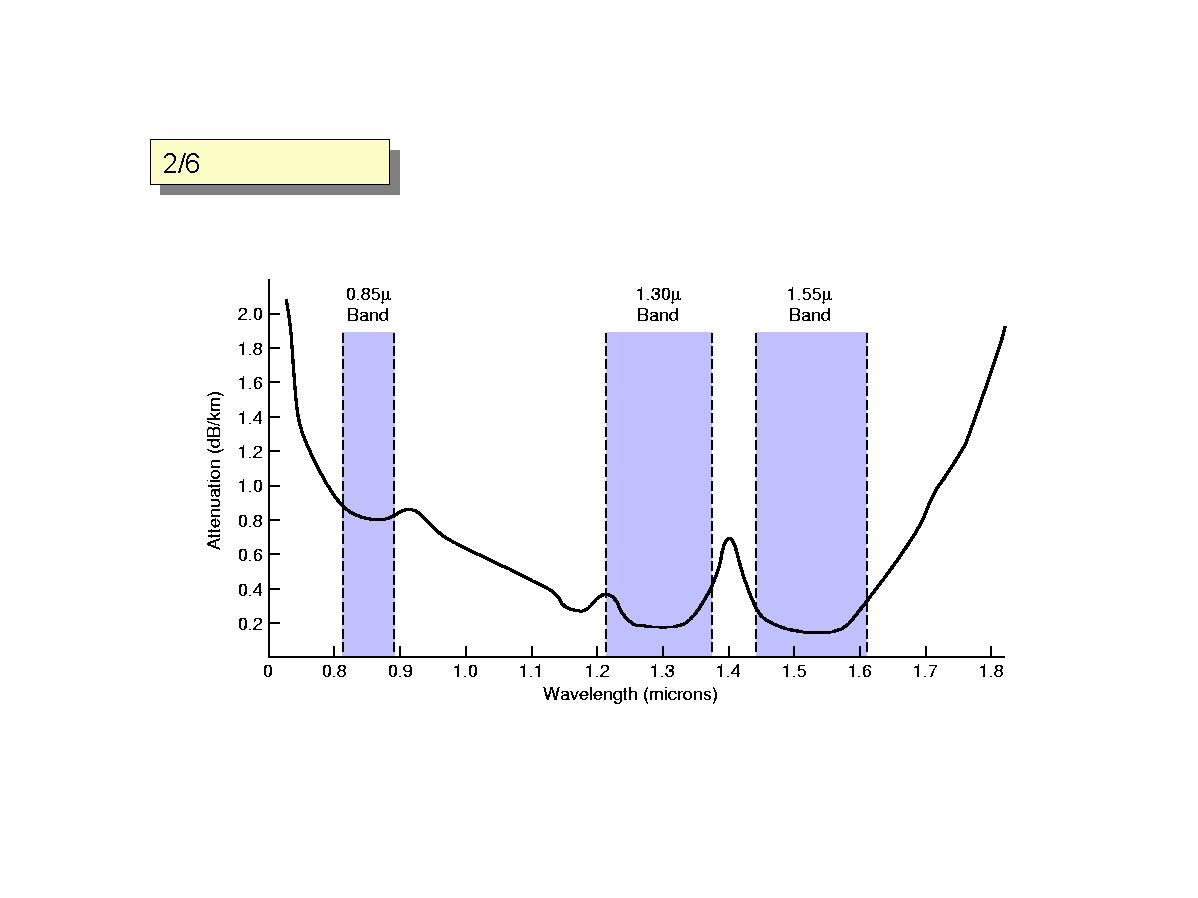 2/6
0.85μ
Band
1.30μ
Band
1.55μ
Band
2.0
1.8
1.6
1.4
1.2
1.0
0.8
0.6
0.4
0.2
Attenuation (dB/km)
0 0.8 0.9 1.0 1.1 1.2 1.3 1.4 1.5 1.6 1.7 1.8
Wavelength (microns)